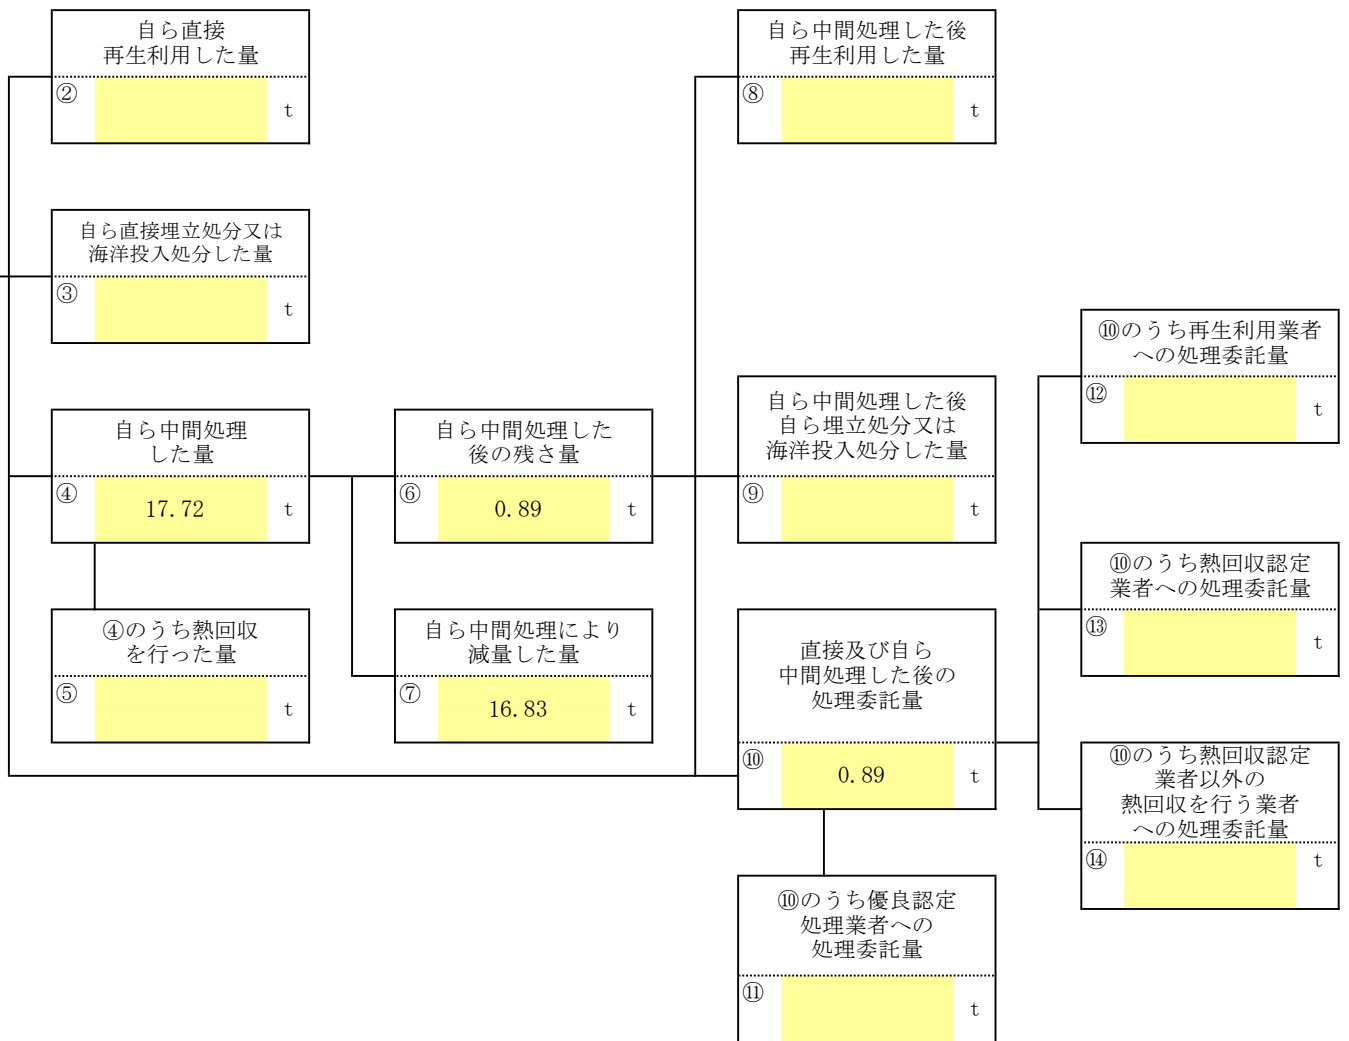 自ら直接
再生利用した量
②
t
自ら中間処理した後
再生利用した量
⑧
t
自ら直接埋立処分又は
海洋投入処分した量
③
t
⑩のうち再生利用業者
への処理委託量
⑫
t
自ら中間処理
した量
④
17.72
t
自ら中間処理した
後の残さ量
⑥
0.89
t
自ら中間処理した後
自ら埋立処分又は
海洋投入処分した量
⑨
t
⑩のうち熱回収認定
業者への処理委託量
⑬
t
④のうち熱回収
を行った量
⑤
t
自ら中間処理により
減量した量
⑦
16.83
t
直接及び自ら
中間処理した後の
処理委託量
⑩
0.89
t
⑩のうち熱回収認定
業者以外の
熱回収を行う業者
への処理委託量
⑭
t
⑩のうち優良認定
処理業者への
処理委託量
⑪
t